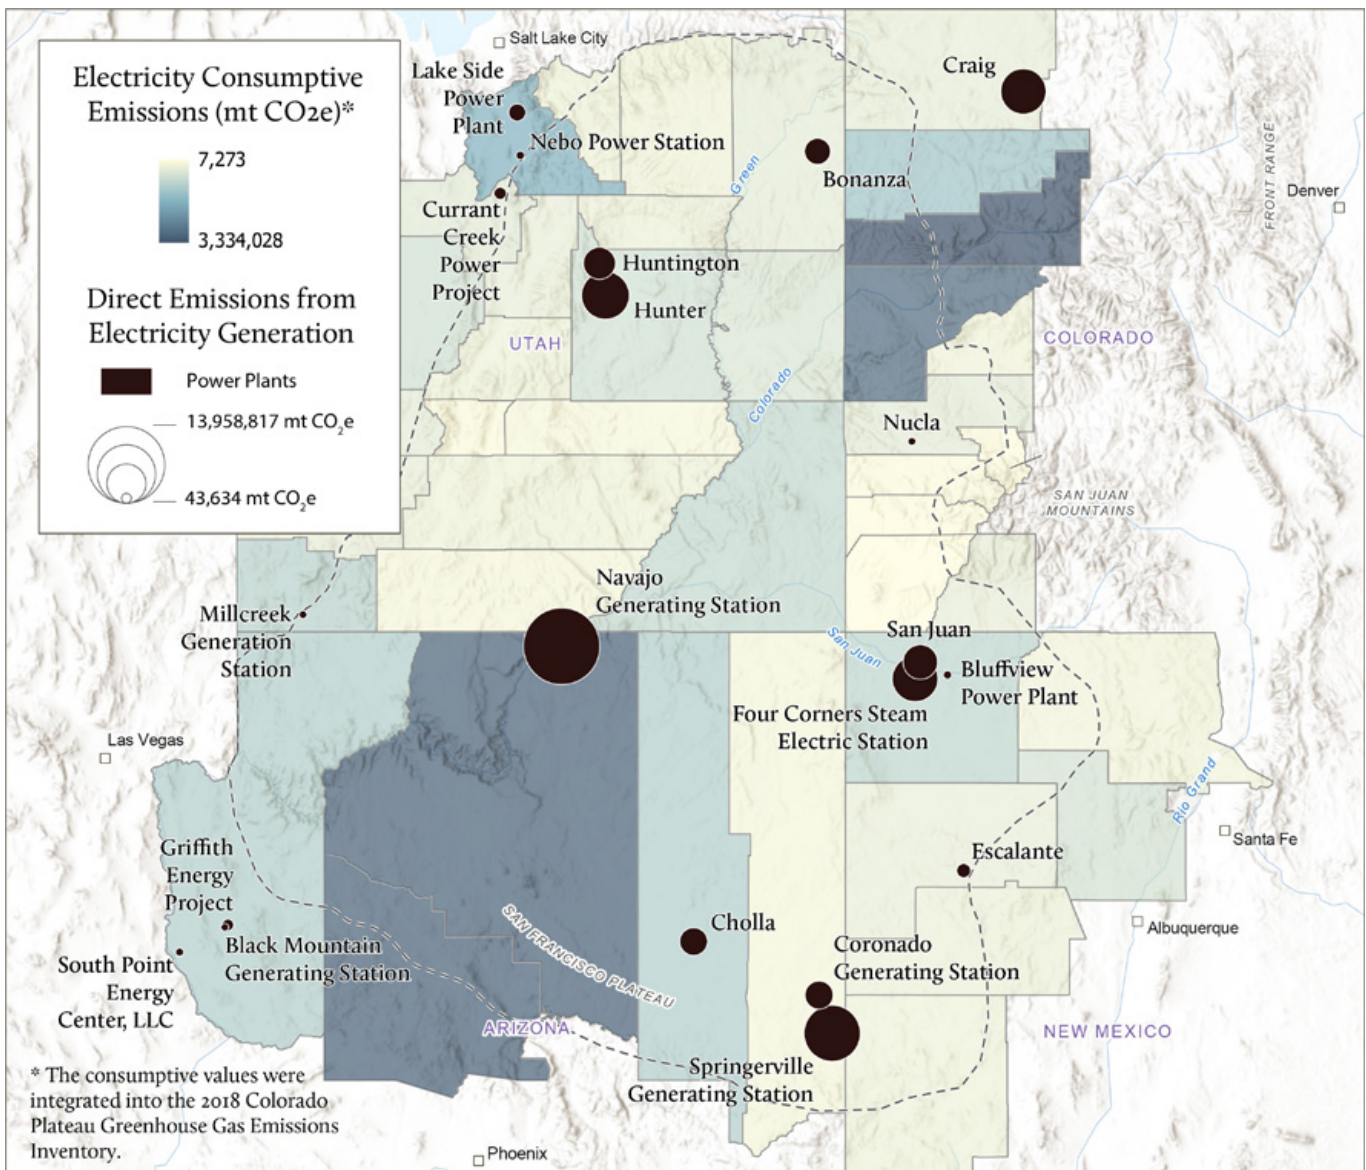 Electricity Consumptive
Emissions (mt CO2e)*
7,273
3,334,028
Direct Emissions from
Electricity Generation
Power Plants
13,958,817 mt CO₂e
43,634 mt CO₂e
Salt Lake City
Lake Side
Power
Plant
Nebo Power Station
Currant
Creek
Power
Project
Craig
Bonanza
Green
FRONT RANGE
Denver
Huntington
Hunter
UTAH
COLORADO
Colorado
Nucla
SAN JUAN
MOUNTAINS
Navajo
Generating Station
Millcreek
Generation
Station
San Juan
San Juan
Bluffview
Power Plant
Four Corners Steam
Electric Station
Las Vegas
Rio Grand
Santa Fe
Griffith
Energy
Project
Escalante
Black Mountain
Generating Station
South Point
Energy
Center, LLC
SAN FRANCISCO PLATEAU
Cholla
Albuquerque
Coronado
Generating Station
ARIZONA
NEW MEXICO
Springerville
Generating Station
* The consumptive values were
integrated into the 2018 Colorado
Plateau Greenhouse Gas Emissions
Inventory.
Phoenix